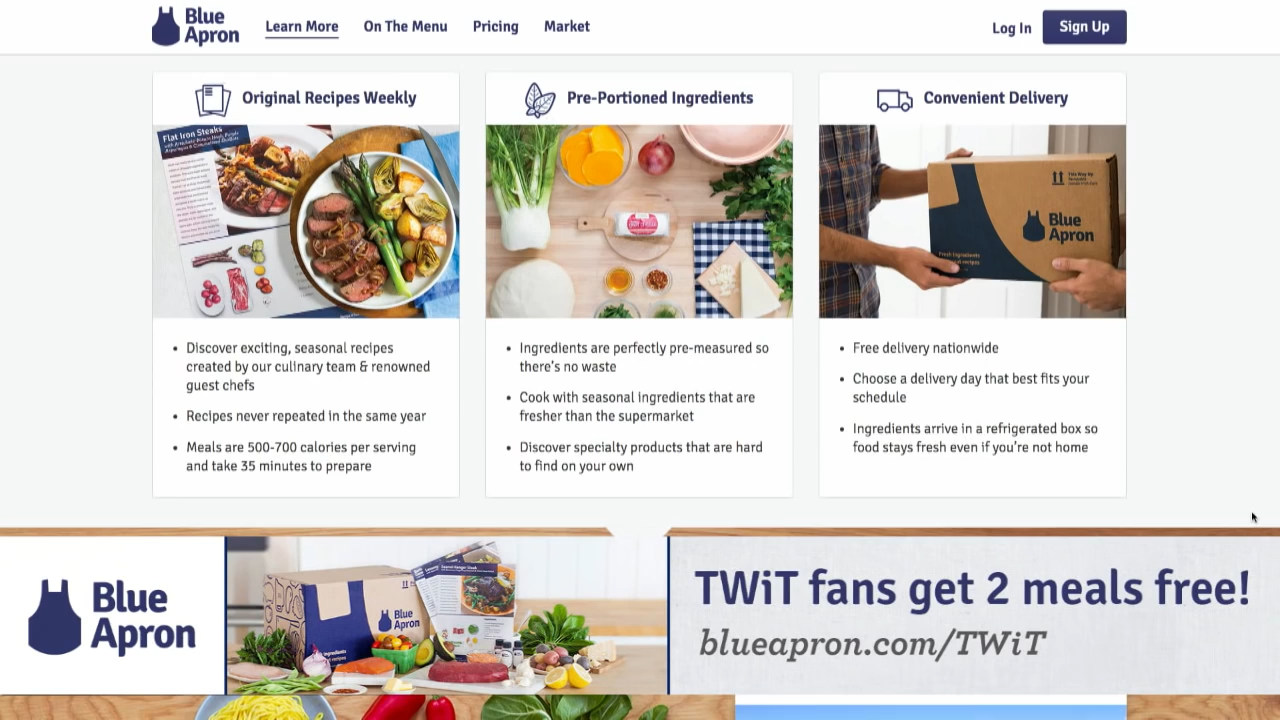 Blue
Apron
Learn More
On The Menu
Pricing
Market
Log In
Sign Up
Original Recipes Weekly
Pre-Portioned Ingredients
Convenient Delivery
Flat Iron Steaks
This Way Up
Blue
Apron
Discover exciting, seasonal recipes
created by our culinary team & renowned
guest chefs
Recipes never repeated in the same year
Meals are 500-700 calories per serving
and take 35 minutes to prepare
Ingredients are perfectly pre-measured so
there's no waste
Cook with seasonal ingredients that are
fresher than the supermarket
Discover specialty products that are hard
to find on your own
Free delivery nationwide
Choose a delivery day that best fits your
schedule
Ingredients arrive in a refrigerated box so
food stays fresh even if you're not home
Blue
Apron
Blue
Apron
TWiT fans get 2 meals free!
blueapron.com/TWiT